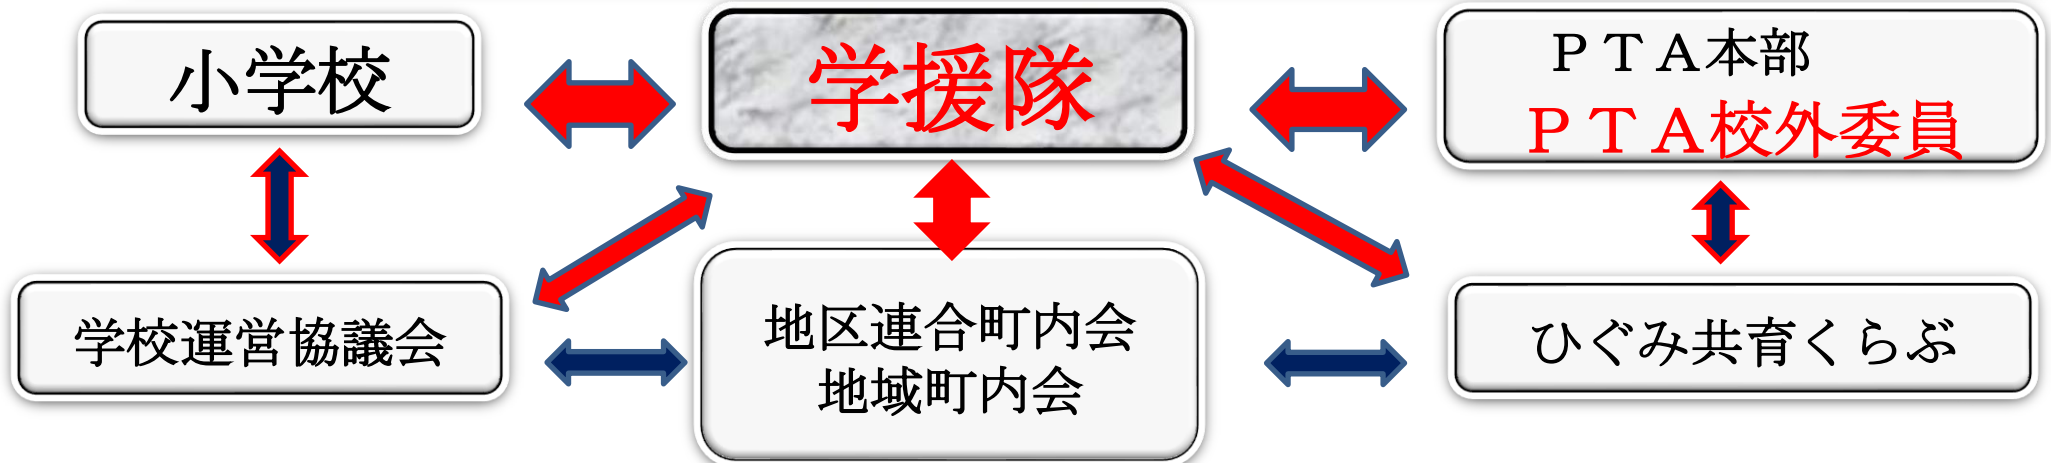 小学校
学援隊
ＰＴＡ本部
ＰＴＡ校外委員
学校運営協議会
地区連合町内会
地域町内会
ひぐみ共育くらぶ